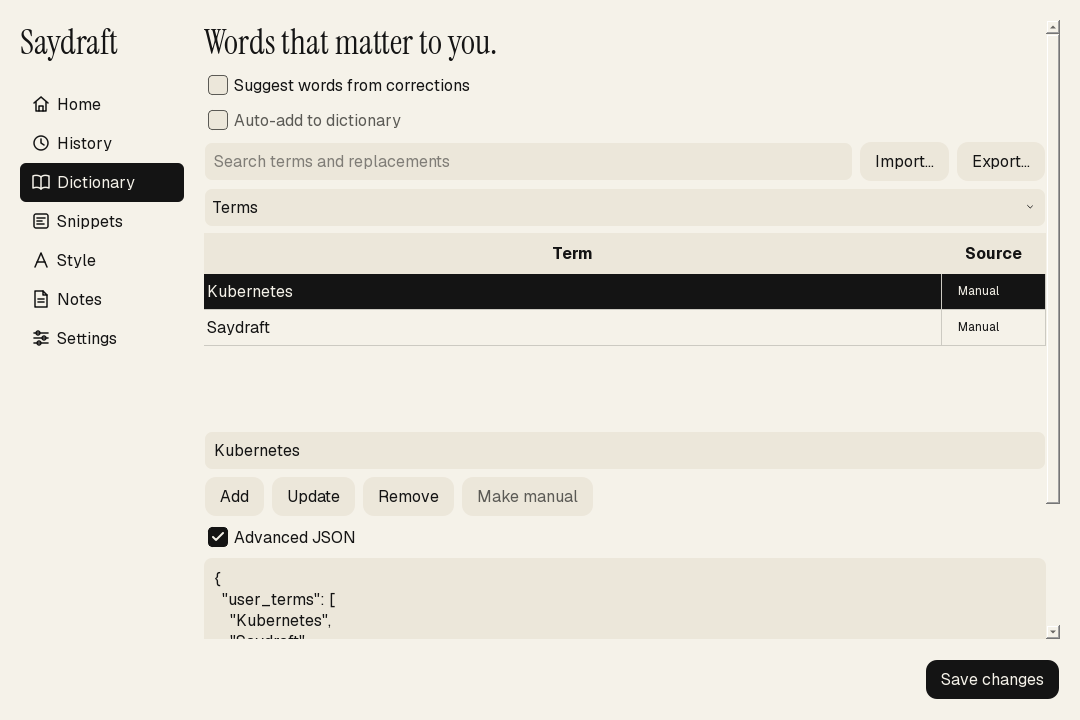 Saydraft
Home
History
Dictionary
Snippets
Style
Notes
Settings
Words that matter to you.
Suggest words from corrections
Auto-add to dictionary
Search terms and replacements
Import...
Export...
Terms
Term Source
Kubernetes Manual
Saydraft Manual
Kubernetes
Add Update Remove Make manual
Advanced JSON
{
"user_terms": [
"Kubernetes",
"Saydraft"
Save changes